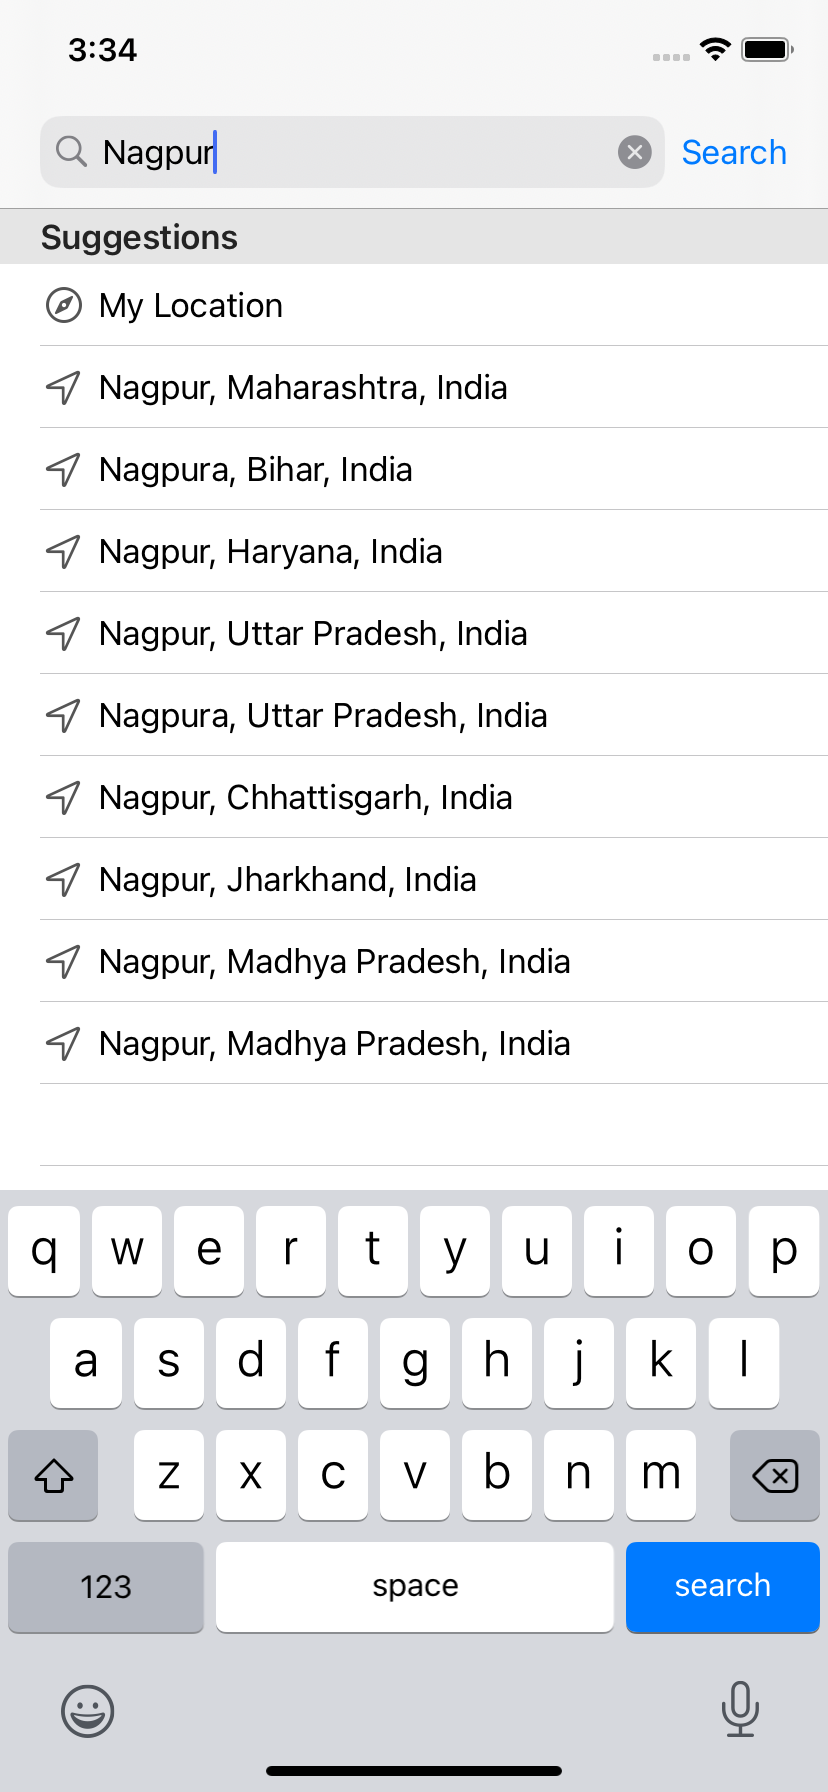 3:34
Nagpur Search
Suggestions
My Location
Nagpur, Maharashtra, India
Nagpura, Bihar, India
Nagpur, Haryana, India
Nagpur, Uttar Pradesh, India
Nagpura, Uttar Pradesh, India
Nagpur, Chhattisgarh, India
Nagpur, Jharkhand, India
Nagpur, Madhya Pradesh, India
Nagpur, Madhya Pradesh, India
q w e r t y u i o p
a s d f g h j k l
z x c v b n m
123 space search